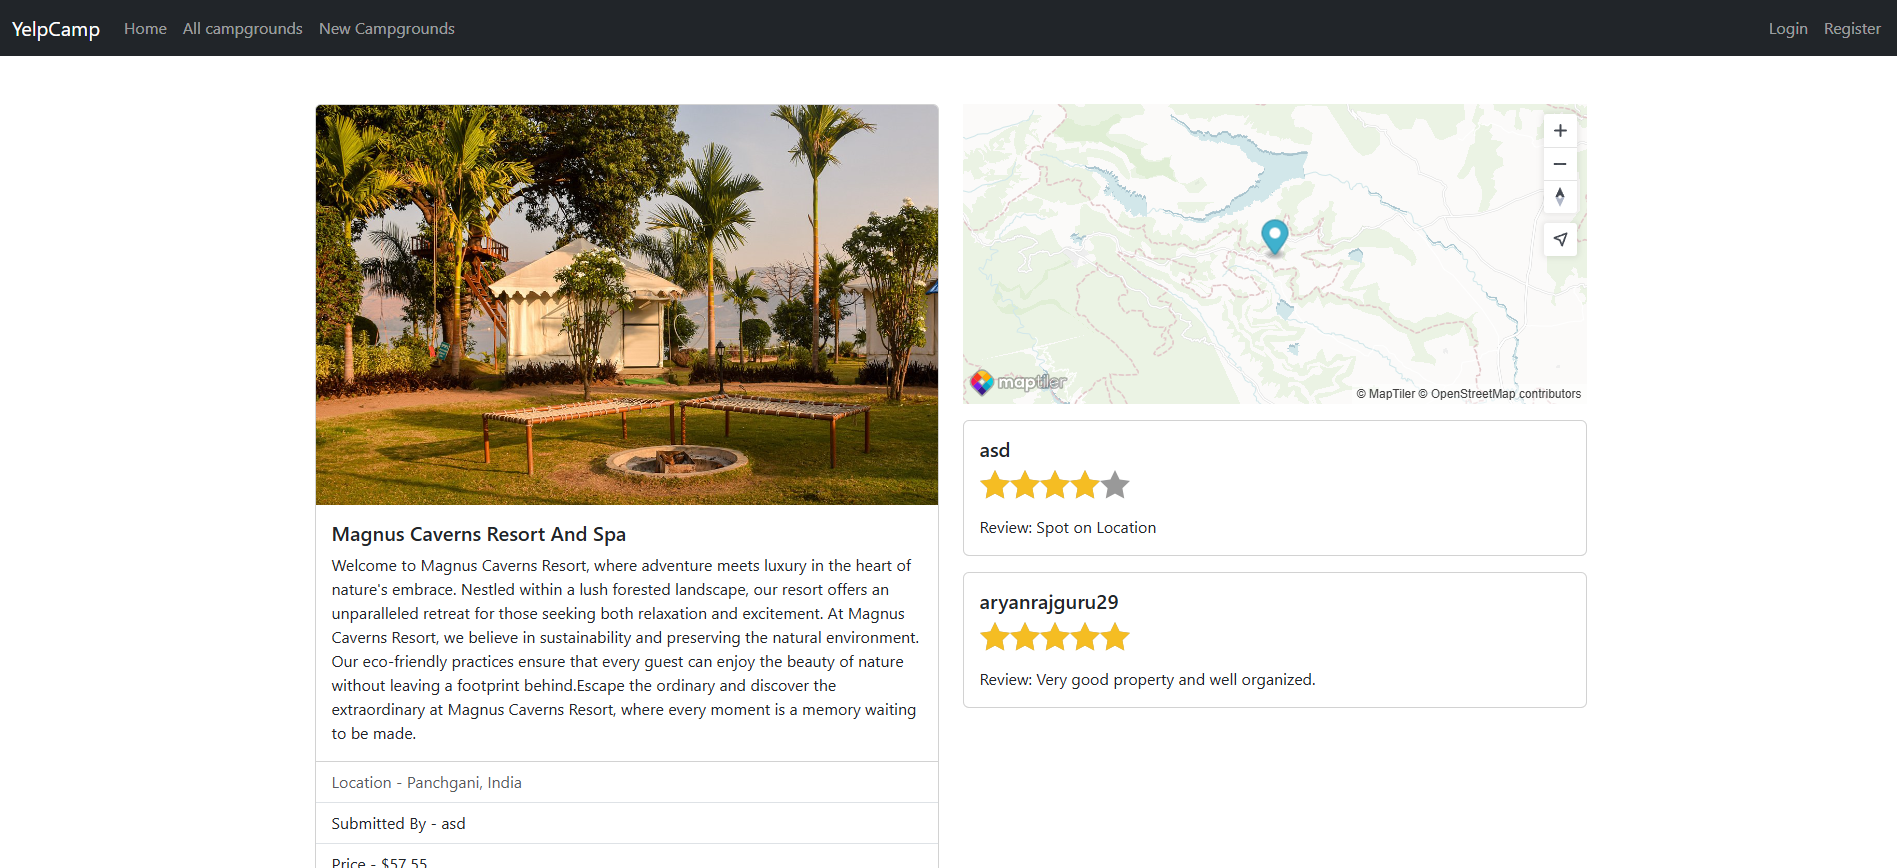 YelpCamp Home All campgrounds New Campgrounds Login Register
Magnus Caverns Resort And Spa
Welcome to Magnus Caverns Resort, where adventure meets luxury in the heart of
nature's embrace. Nestled within a lush forested landscape, our resort offers an
unparalleled retreat for those seeking both relaxation and excitement. At Magnus
Caverns Resort, we believe in sustainability and preserving the natural environment.
Our eco-friendly practices ensure that every guest can enjoy the beauty of nature
without leaving a footprint behind.Escape the ordinary and discover the
extraordinary at Magnus Caverns Resort, where every moment is a memory waiting
to be made.
Location - Panchgani, India
Submitted By - asd
Price - $57.55
maptiler
© MapTiler © OpenStreetMap contributors
asd
Review: Spot on Location
aryanrajguru29
Review: Very good property and well organized.